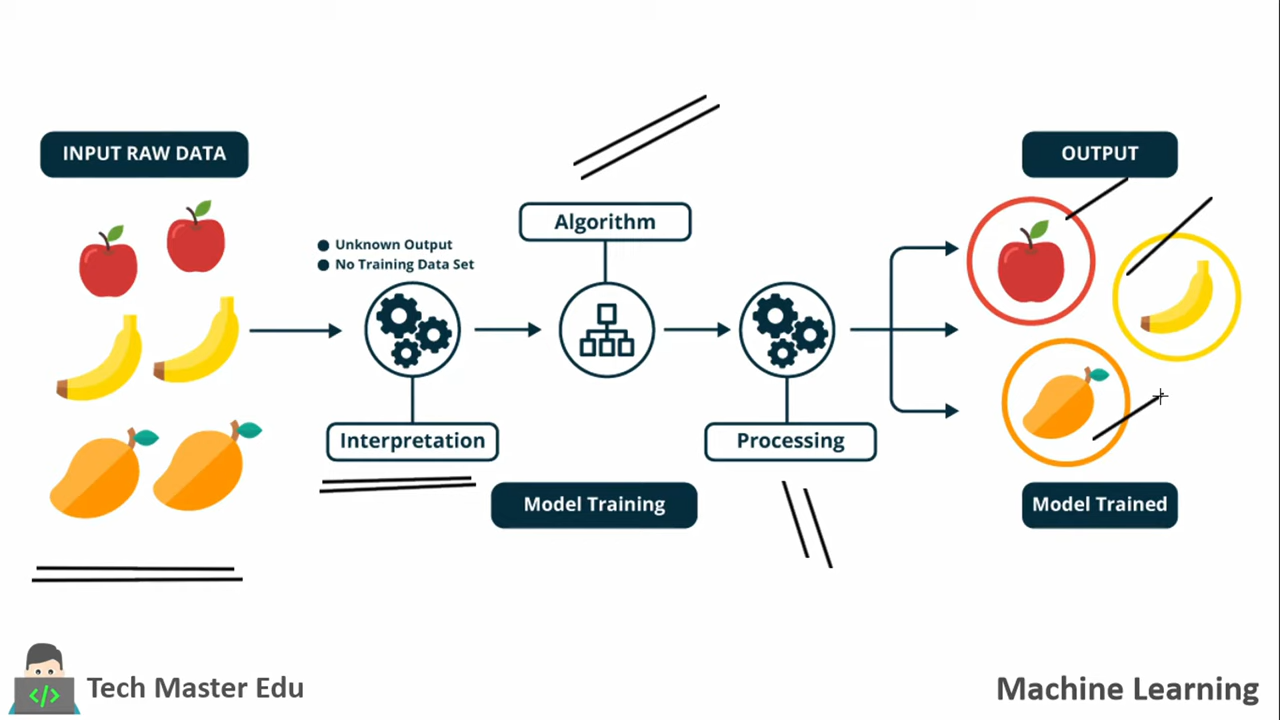 INPUT RAW DATA
OUTPUT
Algorithm
Unknown Output
No Training Data Set
Interpretation
Processing
Model Training
Model Trained
</>
Tech Master Edu
Machine Learning